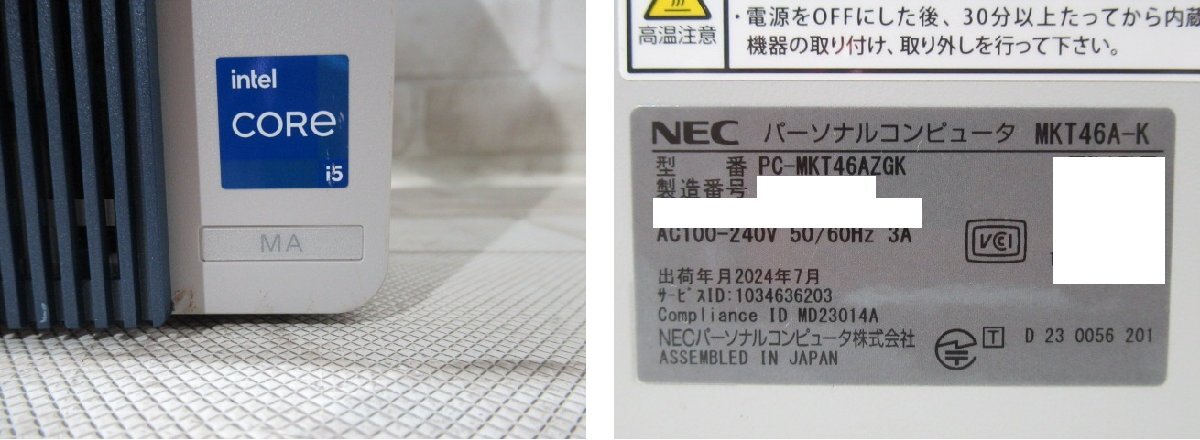 intel
CORE
i5
MA
高温注意
・電源をOFFにした後、30分以上たってから内蔵
機器の取り付け、取り外しを行って下さい。
NEC パーソナルコンピュータ MKT46A-K
型 番 PC-MKT46AZGK
製造番号
AC100-240V 50/60Hz 3A
VCI
出荷年月2024年7月
ｻｰﾋﾞｽID:1034636203
Compliance ID MD23014A
NECパーソナルコンピュータ株式会社
ASSEMBLED IN JAPAN
T D 23 0056 201